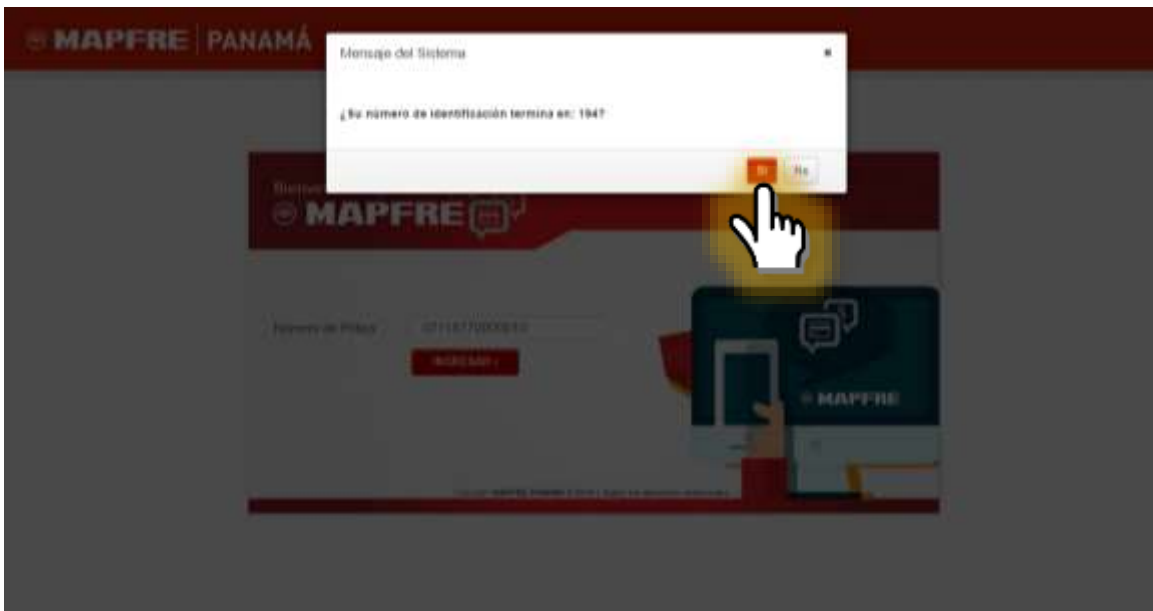 MAPFRE | PANAMÁ
Mensaje del Sistema
¿Su número de identificación termina en: 194?
Si No
MAPFRE
Número de Póliza
INGRESAR
MAPFRE